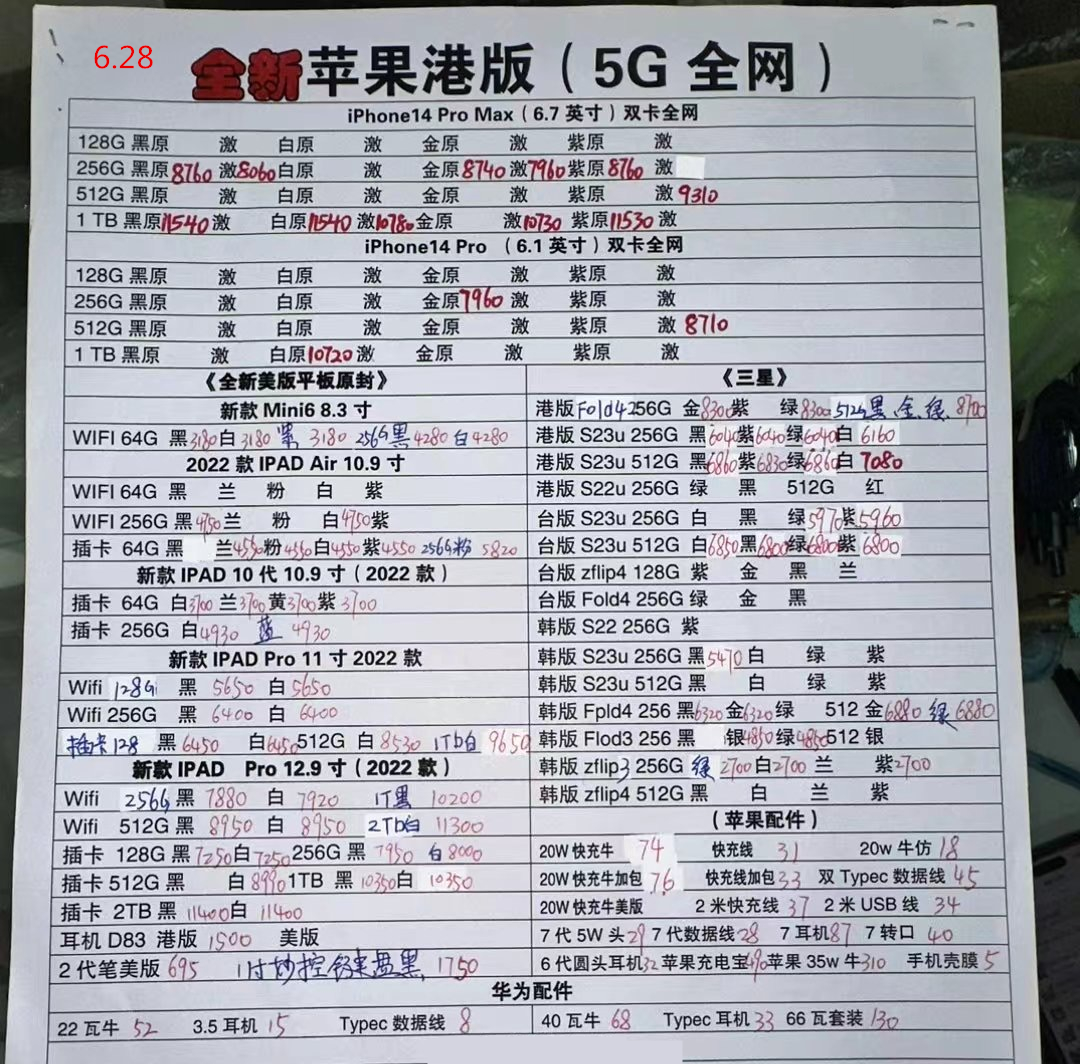 6.28
全新苹果港版（5G 全网）
iPhone14 Pro Max（6.7 英寸）双卡全网
128G 黑原 激 白原 激 金原 激 紫原 激
256G 黑原 8760 激 8060 白原 激 金原 8740 激 7960 紫原 8760 激
512G 黑原 激 白原 激 金原 激 紫原 激 9310
1 TB 黑原 11540 激 白原 11540 激 10780 金原 激 10730 紫原 11530 激
iPhone14 Pro （6.1 英寸）双卡全网
128G 黑原 激 白原 激 金原 激 紫原 激
256G 黑原 激 白原 激 金原 7960 激 紫原 激
512G 黑原 激 白原 激 金原 激 紫原 激 8710
1 TB 黑原 激 白原 10720 激 金原 激 紫原 激
《全新美版平板原封》
新款 Mini6 8.3 寸
WIFI 64G 黑 3180 白 3180 紫 3180 256G 黑 4280 白 4280
2022 款 IPAD Air 10.9 寸
WIFI 64G 黑 兰 粉 白 紫
WIFI 256G 黑 4750 兰 粉 白 4750 紫
插卡 64G 黑 兰 4550 粉 4550 白 4550 紫 4550 256G 粉 5820
新款 IPAD 10 代 10.9 寸（2022 款）
插卡 64G 白 3700 兰 3700 黄 3700 紫 3700
插卡 256G 白 4930 蓝 4930
新款 IPAD Pro 11 寸 2022 款
Wifi 128G 黑 5650 白 5650
Wifi 256G 黑 6400 白 6400
插卡 128 黑 6450 白 6450 512G 白 8530 1Tb白 9650
新款 IPAD Pro 12.9 寸（2022 款）
Wifi 256G 黑 7880 白 7920 1T黑 10200
Wifi 512G 黑 8950 白 8950 2Tb白 11300
插卡 128G 黑 7250 白 7250 256G 黑 7950 白 8000
插卡 512G 黑 白 8990 1TB 黑 10350 白 10350
插卡 2TB 黑 11400 白 11400
耳机 D83 港版 1500 美版
2 代笔美版 695 11寸妙控键盘黑 1750
《三星》
港版 Fold4 256G 金 8300 紫 绿 8300 512G 黑 金 绿 8700
港版 S23u 256G 黑 6040 紫 6040 绿 6040 白 6160
港版 S23u 512G 黑 6860 紫 6830 绿 6860 白 7080
港版 S22u 256G 绿 黑 512G 红
台版 S23u 256G 白 黑 绿 5970 紫 5960
台版 S23u 512G 白 6850 黑 6800 绿 6800 紫 6800
台版 zflip4 128G 紫 金 黑 兰
台版 Fold4 256G 绿 金 黑
韩版 S22 256G 紫
韩版 S23u 256G 黑 5470 白 绿 紫
韩版 S23u 512G 黑 白 绿 紫
韩版 Fpld4 256 黑 6320 金 6320 绿 512 金 6880 绿 6880
韩版 Flod3 256 黑 银 4850 绿 4850 512 银
韩版 zflip3 256G 绿 2700 白 2700 兰 紫 2700
韩版 zflip4 512G 黑 白 兰 紫
（苹果配件）
20W 快充牛 74 快充线 31 20w 牛仿 18
20W 快充牛加包 76 快充线加包 33 双 Typec 数据线 45
20W 快充牛美版 2 米快充线 37 2 米 USB 线 34
7 代 5W 头 29 7 代数据线 28 7 耳机 87 7 转口 40
6 代圆头耳机 32 苹果充电宝 490 苹果 35w 牛 310 手机壳膜 5
华为配件
22 瓦牛 52 3.5 耳机 15 Typec 数据线 8 40 瓦牛 68 Typec 耳机 33 66 瓦套装 130